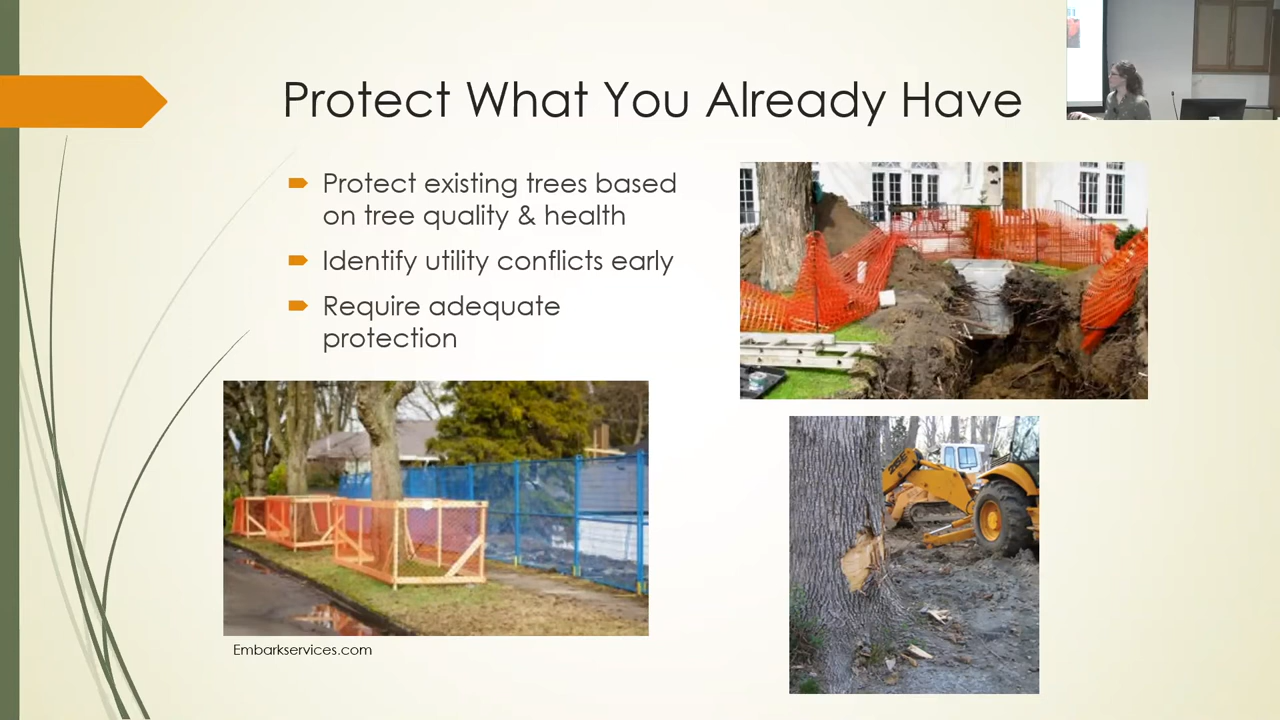 Protect What You Already Have
Protect existing trees based
on tree quality & health
Identify utility conflicts early
Require adequate
protection
Embarkservices.com